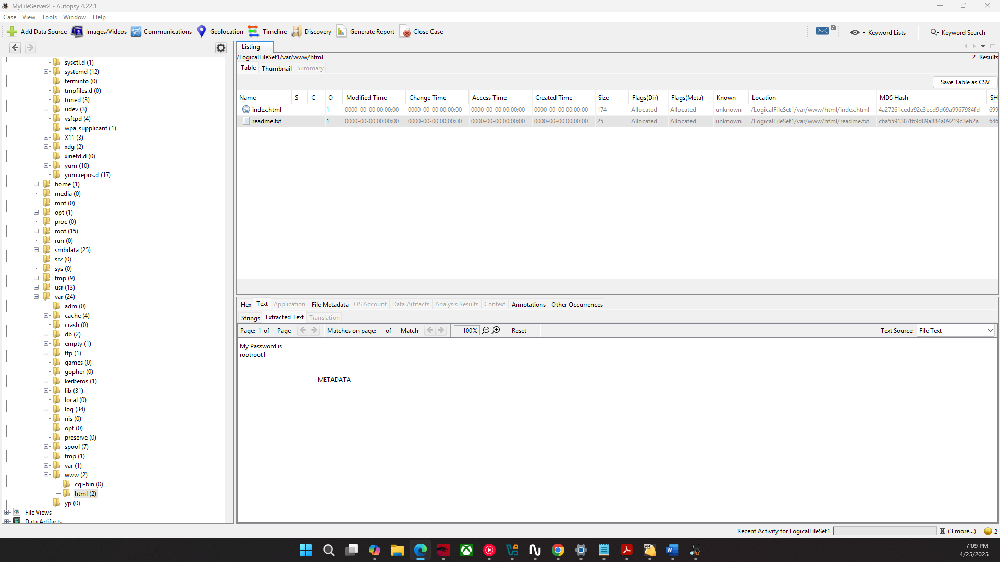 MyFileServer2 - Autopsy 4.22.1
Case View Tools Window Help
Add Data Source Images/Videos Communications Geolocation Timeline Discovery Generate Report Close Case 7 Keyword Lists Keyword Search
sysctl.d (1)
systemd (12)
terminfo (0)
tmpfiles.d (0)
tuned (3)
udev (3)
vsftpd (4)
wpa_supplicant (1)
X11 (3)
xdg (2)
xinetd.d (0)
yum (10)
yum.repos.d (17)
home (1)
media (0)
mnt (0)
opt (1)
proc (0)
root (15)
run (0)
smbdata (25)
srv (0)
sys (0)
tmp (9)
usr (13)
var (24)
adm (0)
cache (4)
crash (0)
db (2)
empty (1)
ftp (1)
games (0)
gopher (0)
kerberos (1)
lib (31)
local (0)
log (34)
nis (0)
opt (0)
preserve (0)
spool (7)
tmp (1)
var (1)
www (2)
cgi-bin (0)
html (2)
yp (0)
File Views
Data Artifacts
Listing
/LogicalFileSet1/var/www/html
2 Results
Table Thumbnail Summary
Save Table as CSV
Name S C O Modified Time Change Time Access Time Created Time Size Flags(Dir) Flags(Meta) Known Location MD5 Hash SH
index.html 1 0000-00-00 00:00:00 0000-00-00 00:00:00 0000-00-00 00:00:00 0000-00-00 00:00:00 174 Allocated Allocated unknown /LogicalFileSet1/var/www/html/index.html 4a27261ceda92e3ecd9d69a9967984fd 699
readme.txt 1 0000-00-00 00:00:00 0000-00-00 00:00:00 0000-00-00 00:00:00 0000-00-00 00:00:00 25 Allocated Allocated unknown /LogicalFileSet1/var/www/html/readme.txt c6a5591387f69d89a884a09219c3eb2a 646
Hex Text Application File Metadata OS Account Data Artifacts Analysis Results Context Annotations Other Occurrences
Strings Extracted Text Translation
Page: 1 of - Page Matches on page: - of - Match 100% Reset Text Source: File Text
My Password is
rootroot1
------------------------------METADATA------------------------------
Recent Activity for LogicalFileSet1 (3 more...) 2
7:09 PM
4/25/2025